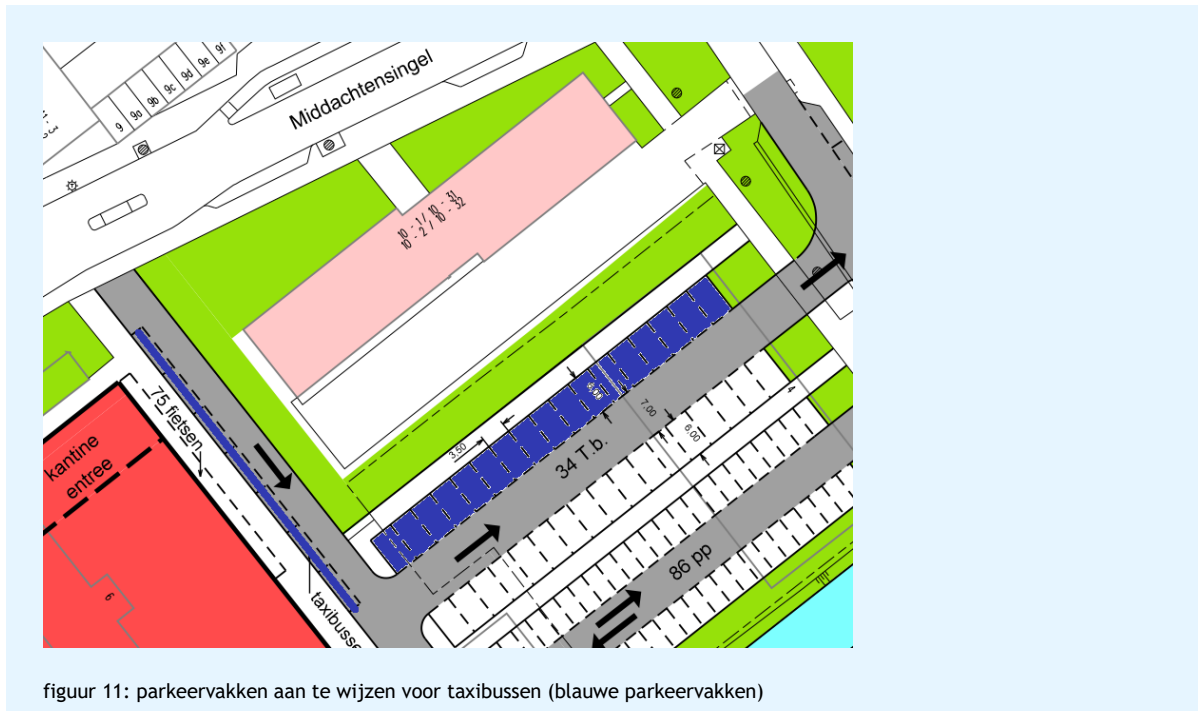 Middachtensingel
9
9a
9b
9c
9d
9e
9f
10 - 1 / 10 - 31
10 - 2 / 10 - 32
75 fietsen
kantine
entree
6
3.50
7.00
6.00
4
34 T.b.
86 pp
figuur 11: parkeervakken aan te wijzen voor taxibussen (blauwe parkeervakken)